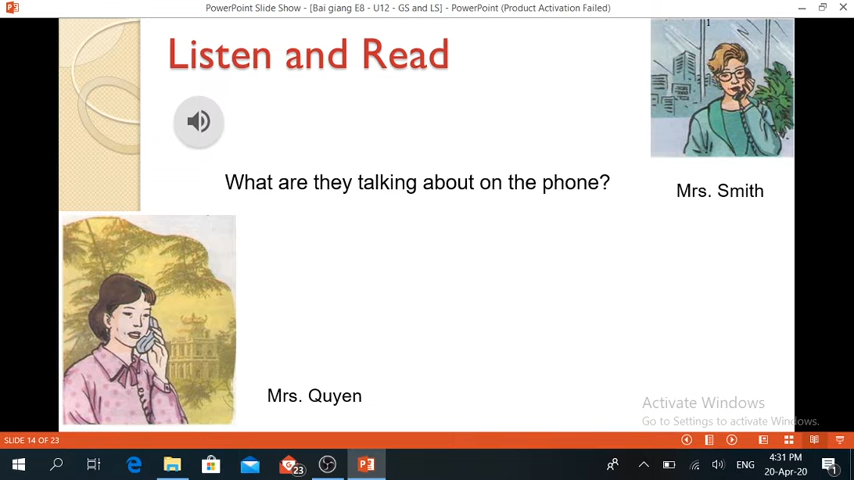 PowerPoint Slide Show - [Bai giang E8 - U12 - GS and LS] - PowerPoint (Product Activation Failed)
Listen and Read
What are they talking about on the phone?
Mrs. Smith
Mrs. Quyen
Activate Windows
Go to Settings to activate Windows.
SLIDE 14 OF 23
23
ENG
4:31 PM
20-Apr-20
1